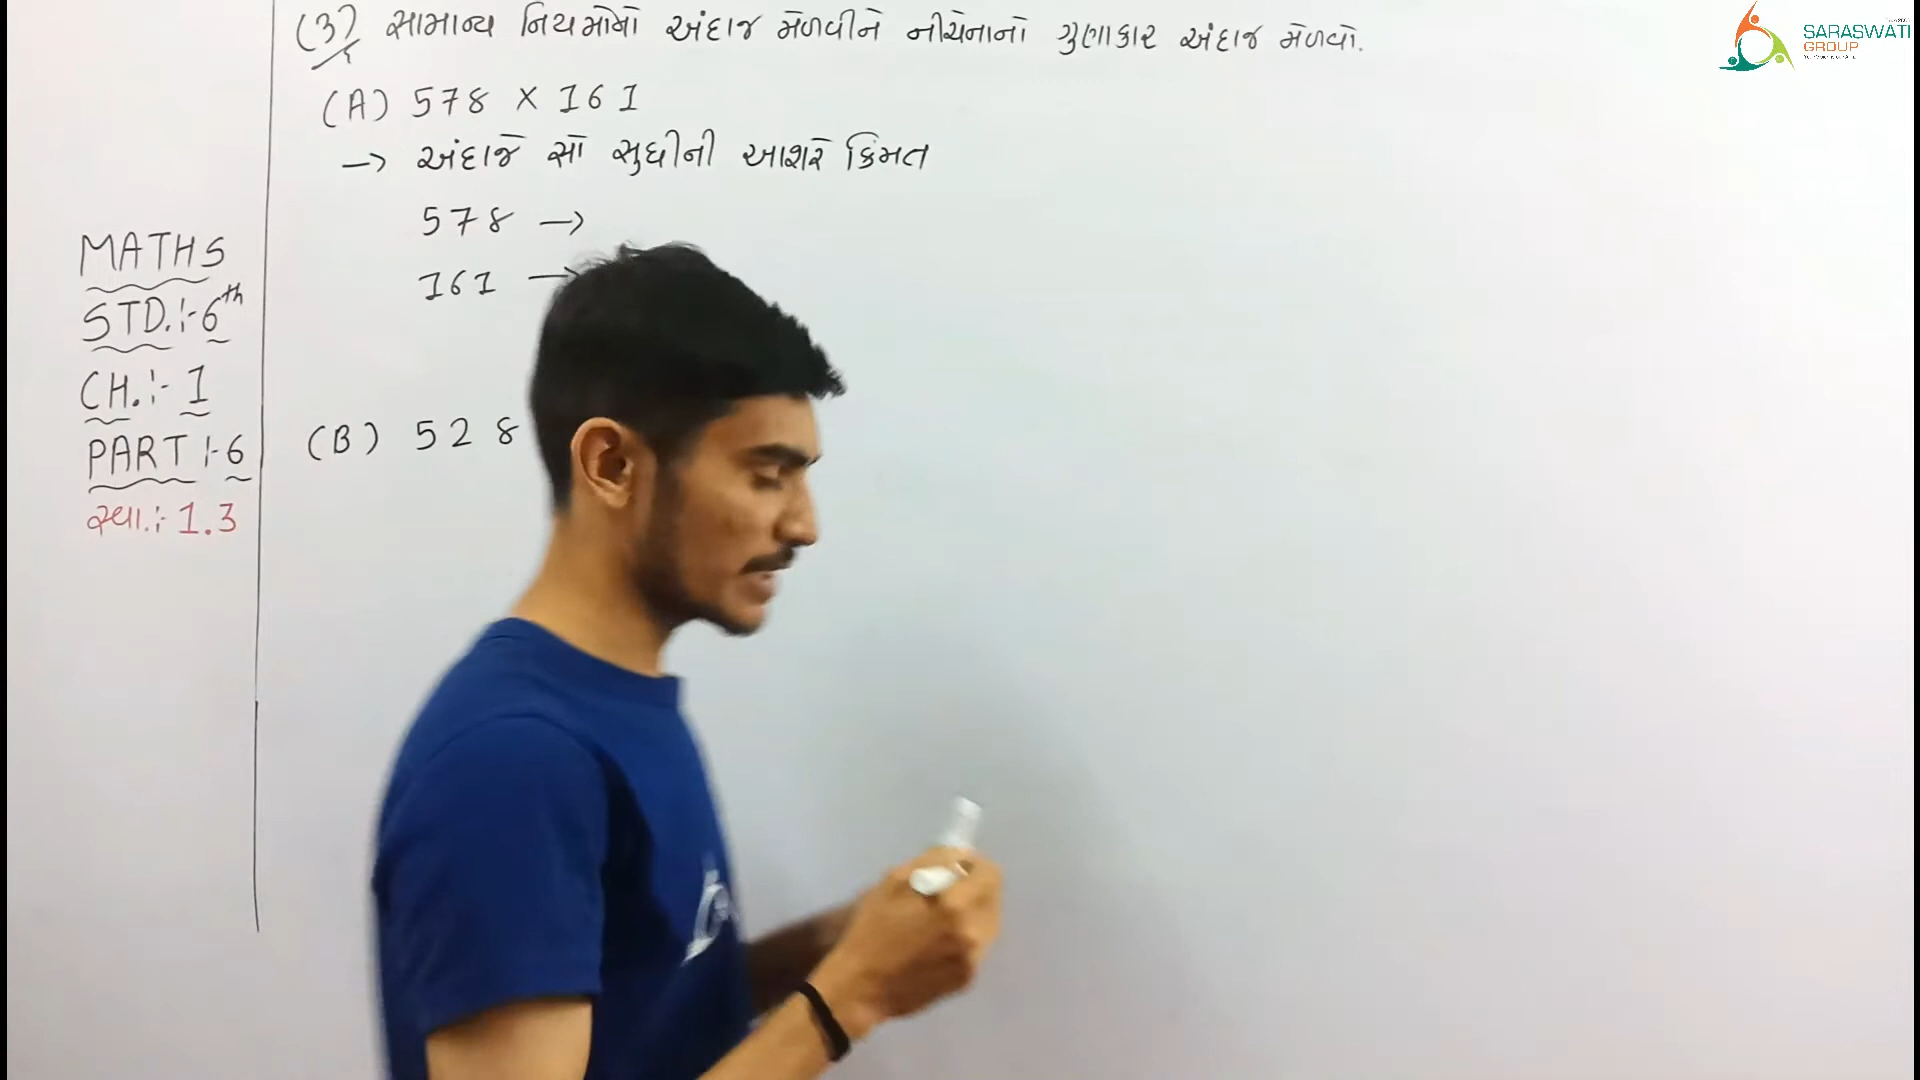 MATHS
STD.:-6th
CH.:- 1
PART :-6
સ્વા.:- 1.3
(3) સામાન્ય નિયમોથી અંદાજ મેળવીને નીચેનાનો ગુણાકાર અંદાજ મેળવો.
(A) 578 × 161
→ અંદાજે સો સુધીની આશરે કિંમત
578 →
161 →
(B) 528
SARASWATI
GROUP